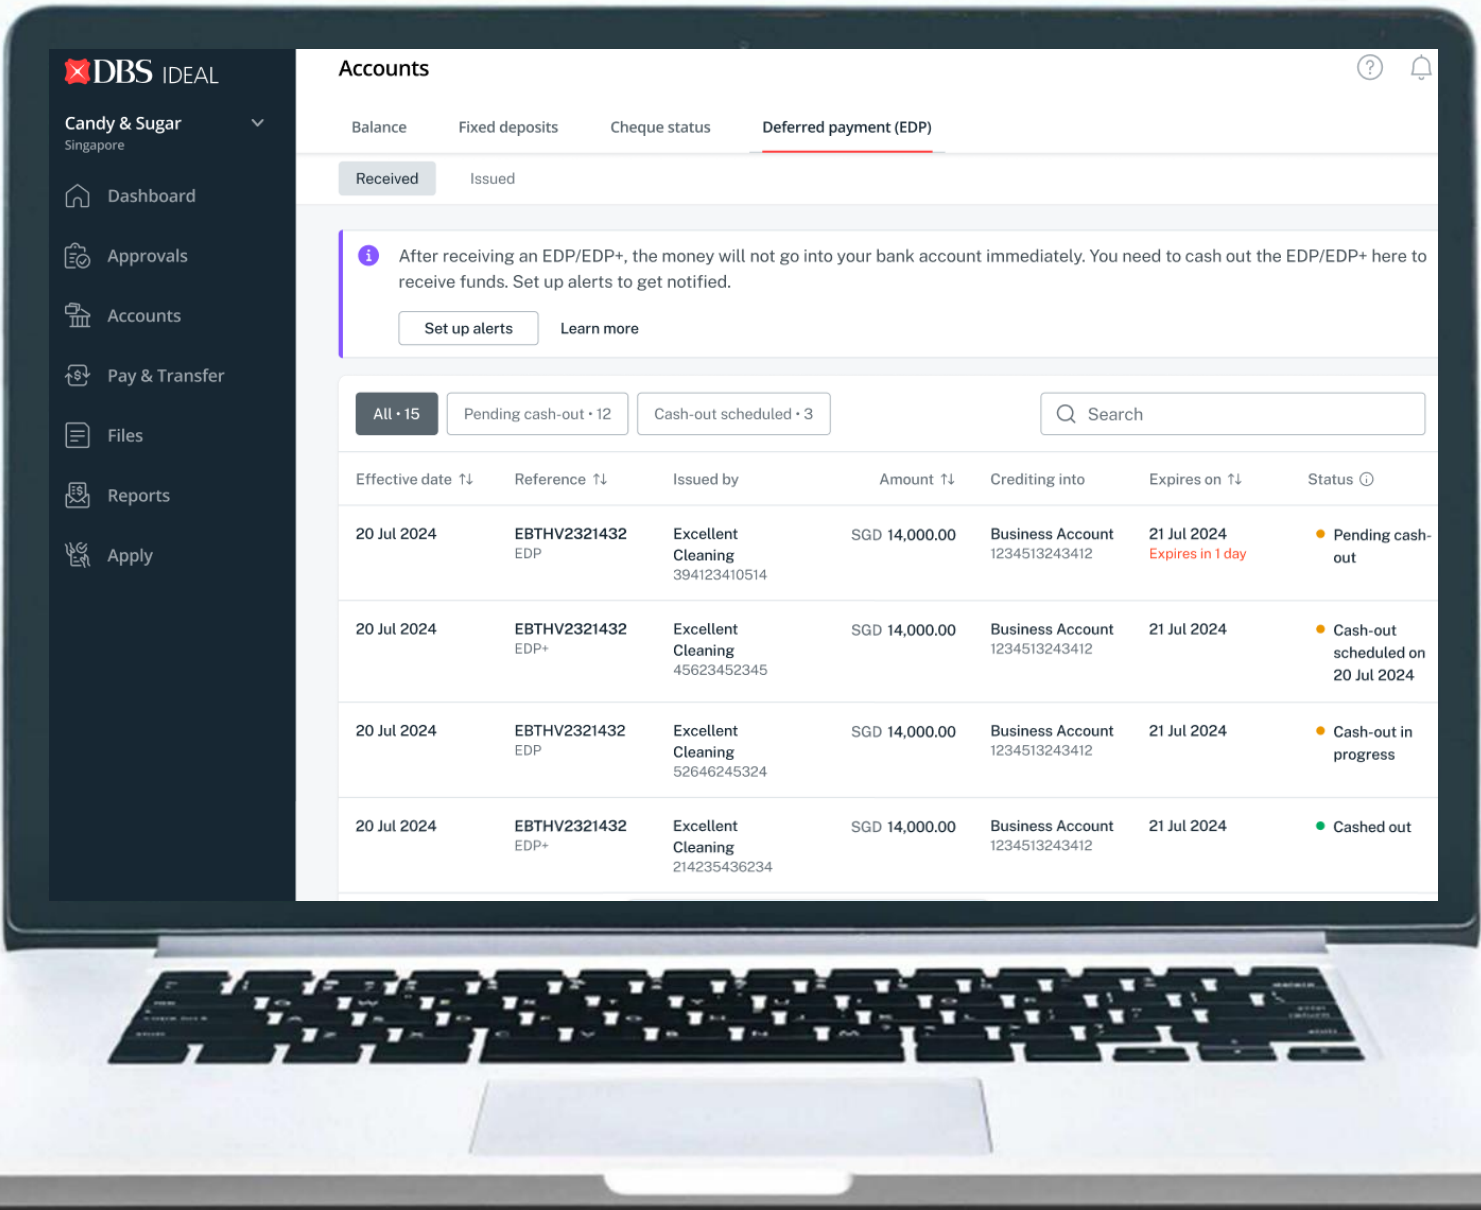 DBS IDEAL
Candy & Sugar
Singapore
Dashboard
Approvals
Accounts
Pay & Transfer
Files
Reports
Apply
Accounts
Balance Fixed deposits Cheque status Deferred payment (EDP)
Received Issued
After receiving an EDP/EDP+, the money will not go into your bank account immediately. You need to cash out the EDP/EDP+ here to
receive funds. Set up alerts to get notified.
Set up alerts Learn more
All • 15 Pending cash-out • 12 Cash-out scheduled • 3 Search
Effective date Reference Issued by Amount Crediting into Expires on Status
20 Jul 2024 EBTHV2321432 Excellent SGD 14,000.00 Business Account 21 Jul 2024 Pending cash-
EDP Cleaning 1234513243412 Expires in 1 day out
394123410514
20 Jul 2024 EBTHV2321432 Excellent SGD 14,000.00 Business Account 21 Jul 2024 Cash-out
EDP+ Cleaning 1234513243412 scheduled on
45623452345 20 Jul 2024
20 Jul 2024 EBTHV2321432 Excellent SGD 14,000.00 Business Account 21 Jul 2024 Cash-out in
EDP Cleaning 1234513243412 progress
52646245324
20 Jul 2024 EBTHV2321432 Excellent SGD 14,000.00 Business Account 21 Jul 2024 Cashed out
EDP+ Cleaning 1234513243412
214235436234